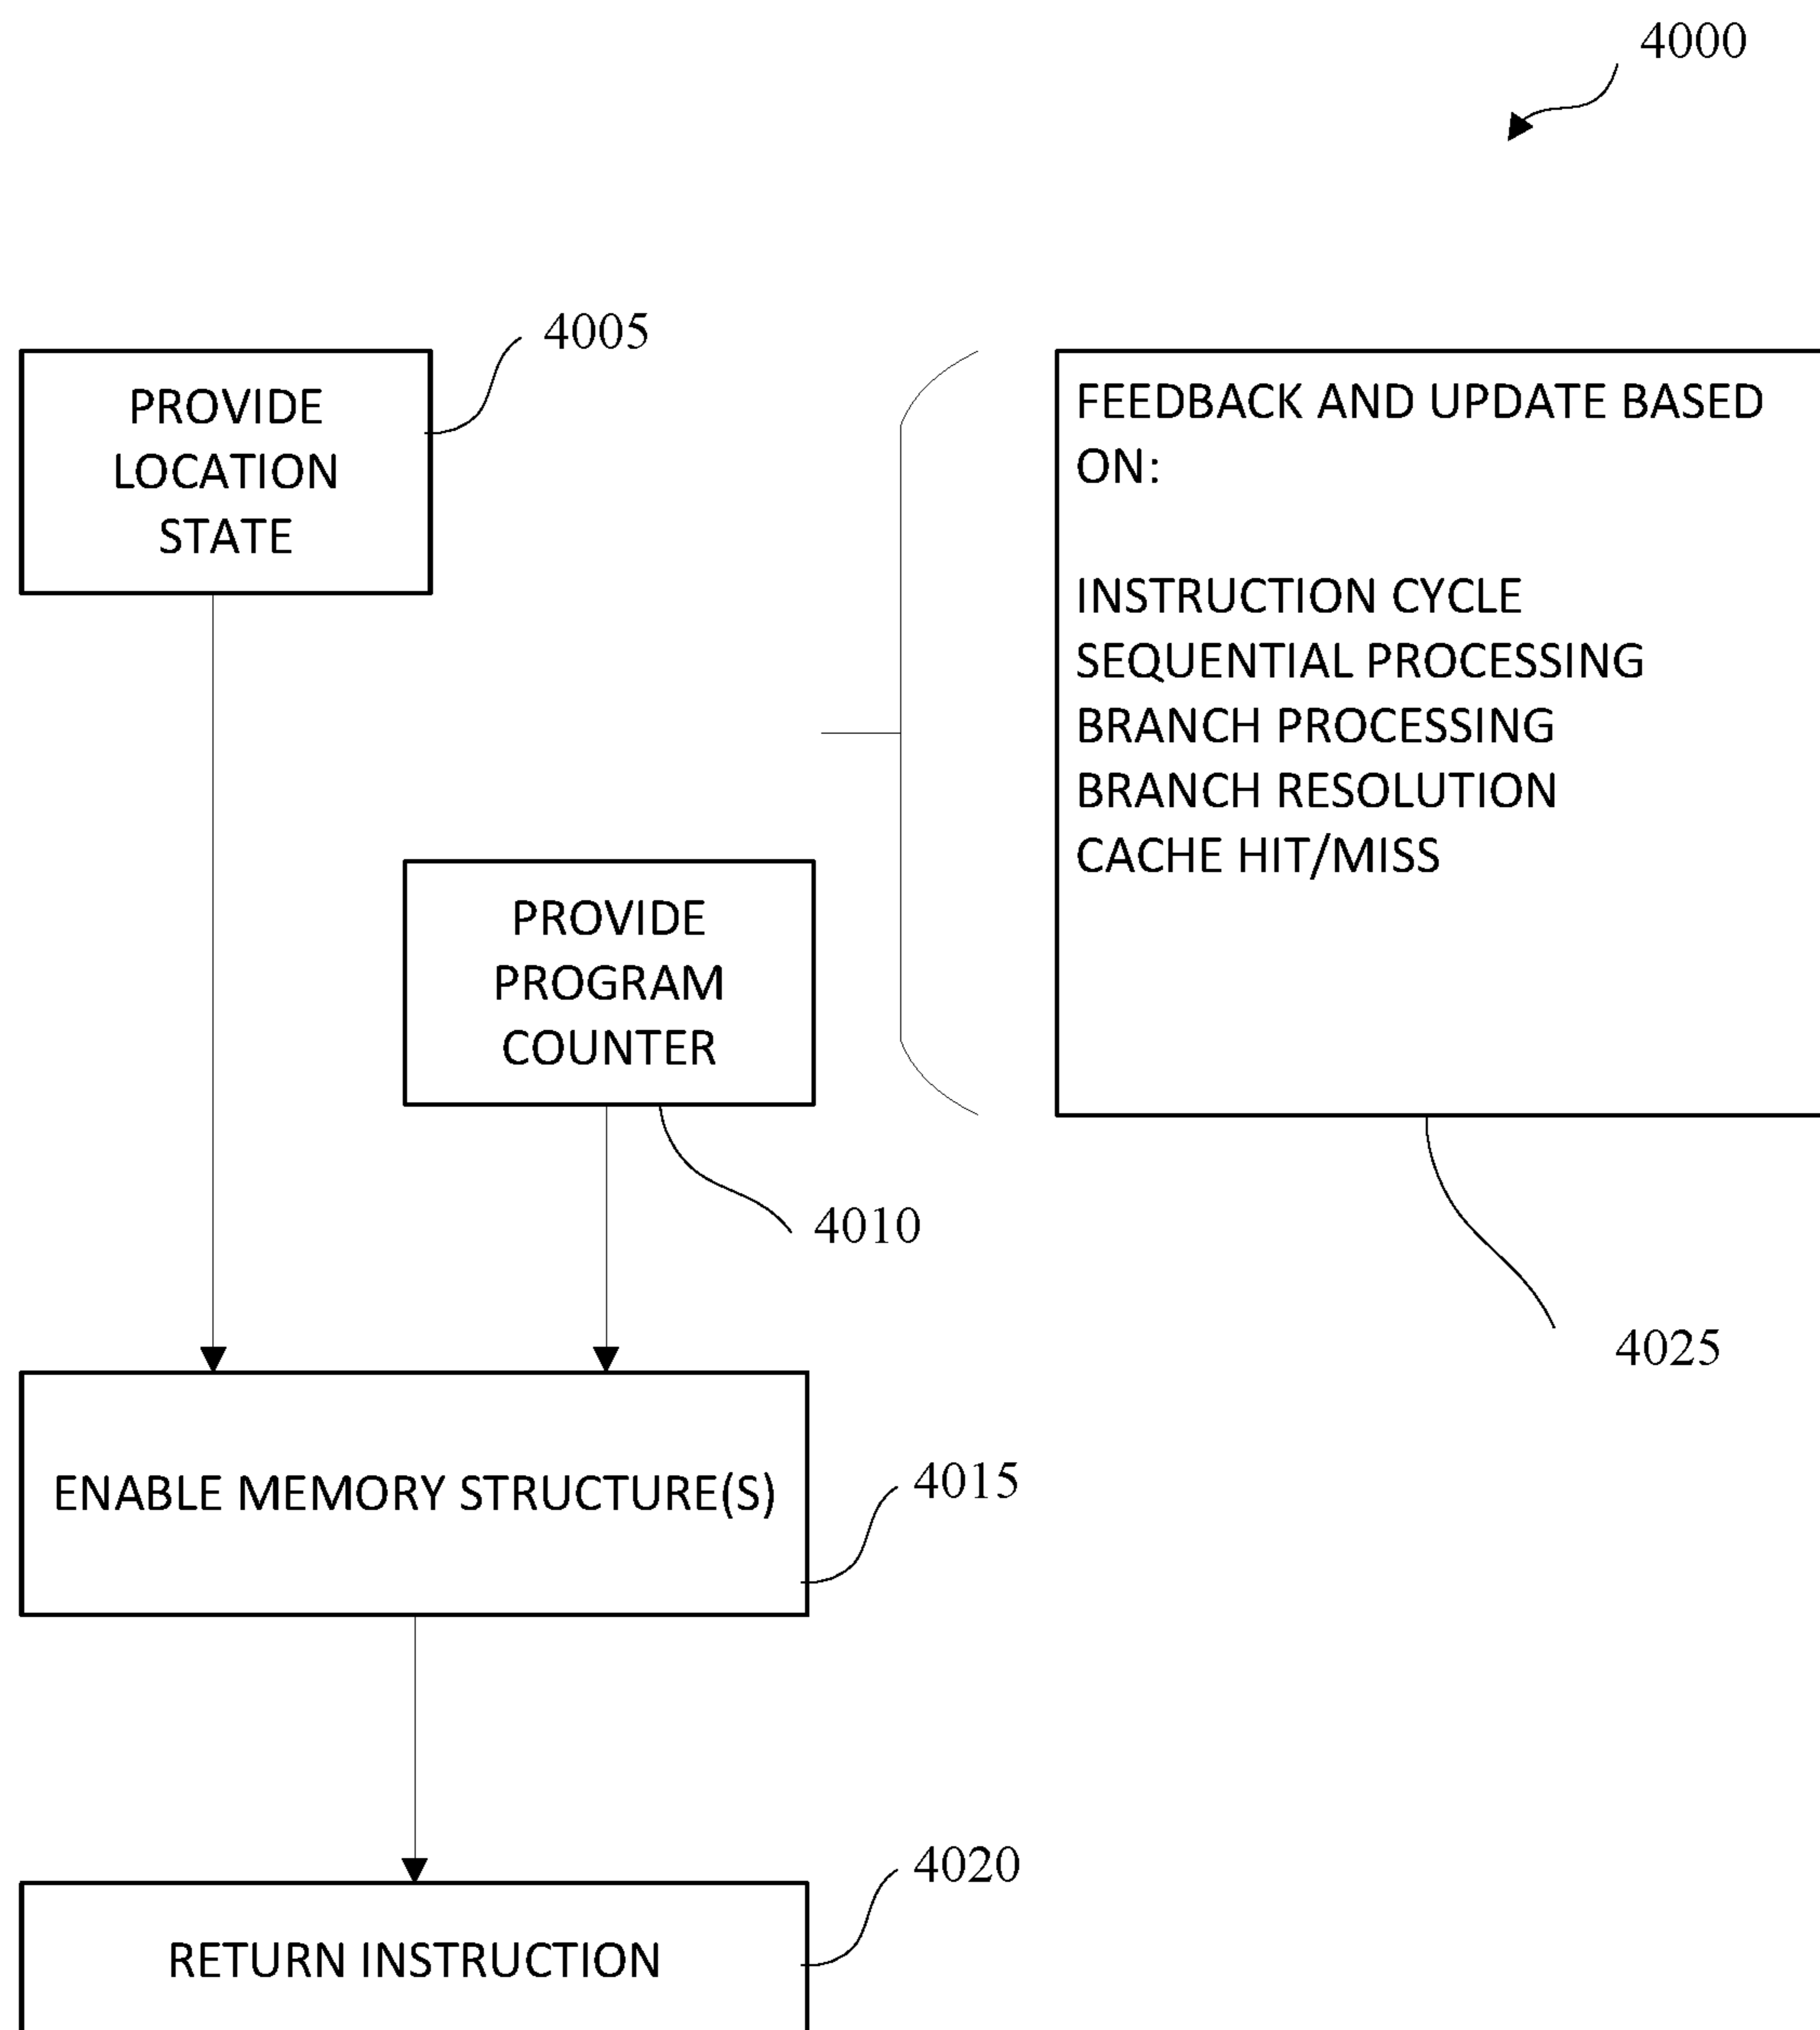 4000
4005
PROVIDE
LOCATION
STATE
FEEDBACK AND UPDATE BASED
ON:
INSTRUCTION CYCLE
SEQUENTIAL PROCESSING
BRANCH PROCESSING
BRANCH RESOLUTION
CACHE HIT/MISS
PROVIDE
PROGRAM
COUNTER
4010
4025
ENABLE MEMORY STRUCTURE(S)
4015
4020
RETURN INSTRUCTION